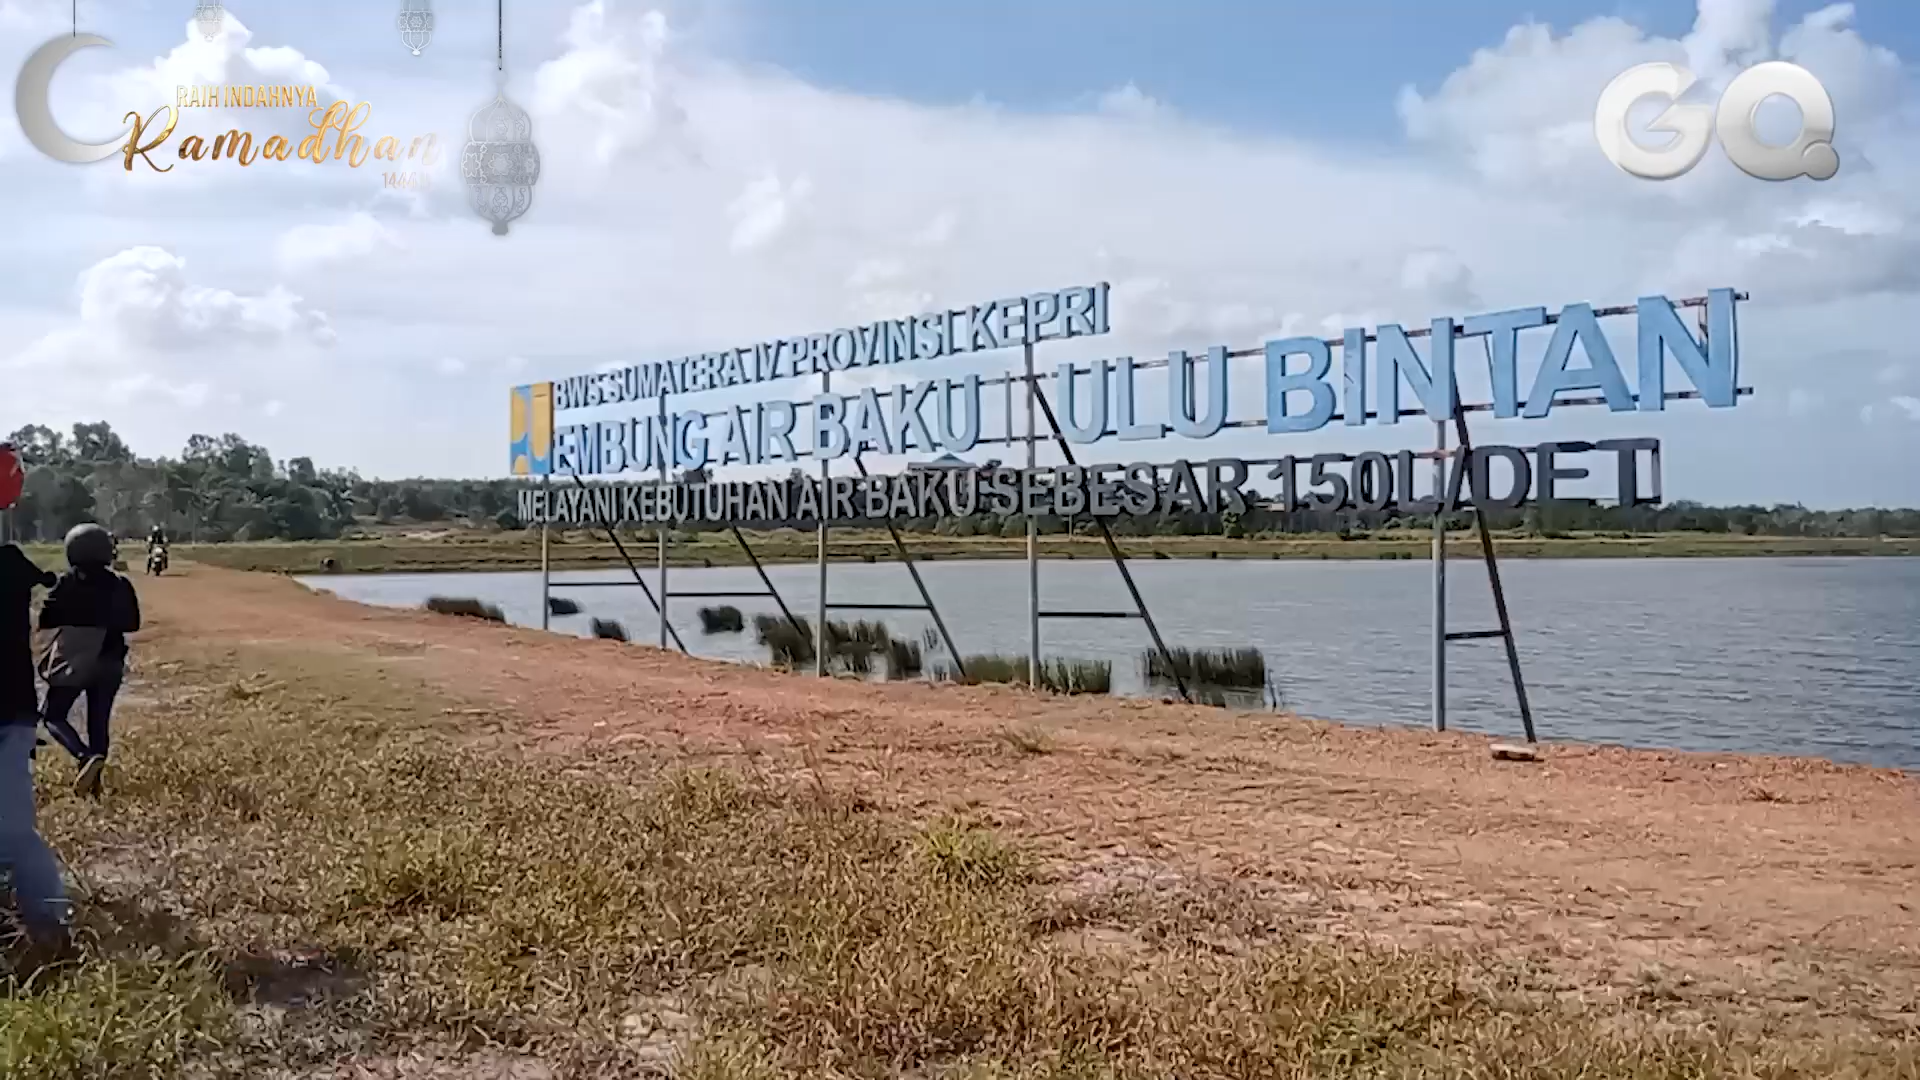 RAIH INDAHNYA
Ramadhan
GQ
BWS SUMATERA IV PROVINSI KEPRI
EMBUNG AIR BAKU ULU BINTAN
MELAYANI KEBUTUHAN AIR BAKU SEBESAR 150L/DET